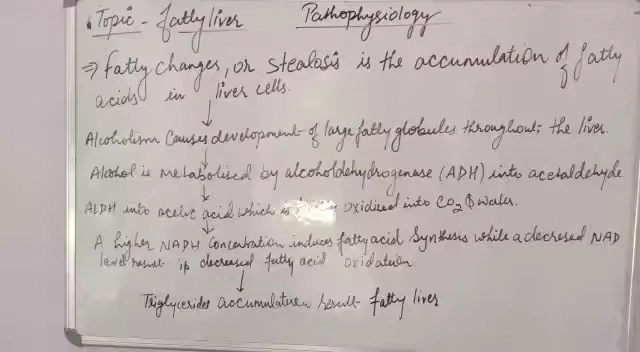 Topic - fatty liver Pathophysiology
⇒ Fatty changes, or steatosis is the accumulation of fatty
acids in liver cells.
↓
Alcoholism causes development of large fatty globules throughout the liver.
↓
Alcohol is metabolised by alcoholdehydrogenase (ADH) into acetaldehyde
↓
ALDH into acetic acid which is oxidized into CO2 & water.
↓
A higher NADH concentration induces fatty acid synthesis while a decresed NAD
level result in decreased fatty acid oxidation
↓
Triglycerides accumulation result fatty liver